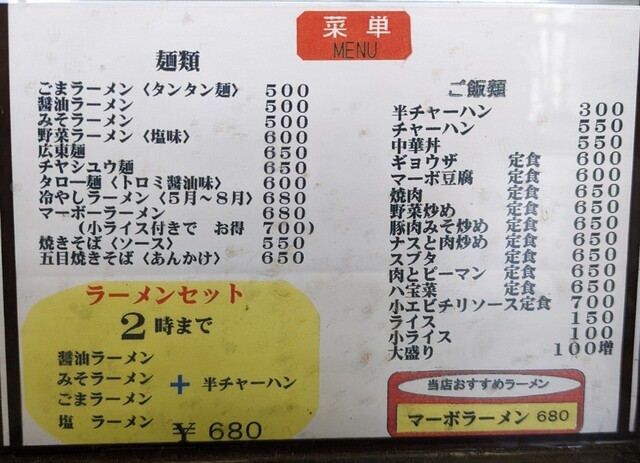 菜単
MENU
麺類
ごまラーメン〈タンタン麺〉 500
醤油ラーメン 500
みそラーメン 500
野菜ラーメン〈塩味〉 600
広東麺 650
チヤシユウ麺 650
タロー麺〈トロミ醤油味〉 600
冷やしラーメン〈5月～8月〉 680
マーボーラーメン 680
(小ライス付きで お得 700)
焼きそば〈ソース〉 550
五目焼きそば〈あんかけ〉 650
ラーメンセット
2時まで
醤油ラーメン
みそラーメン
ごまラーメン
塩 ラーメン
+ 半チャーハン
¥ 680
ご飯類
半チャーハン 300
チャーハン 550
中華丼 550
ギョウザ 定食 600
マーボ豆腐 定食 600
焼肉 定食 650
野菜炒め 定食 600
豚肉みそ炒め 定食 650
ナスと肉炒め 定食 650
スブタ 定食 650
肉とピーマン 定食 650
八宝菜 定食 650
小エビチリソース定食 700
ライス 150
小ライス 100
大盛り 100増
当店おすすめラーメン
マーボラーメン 680